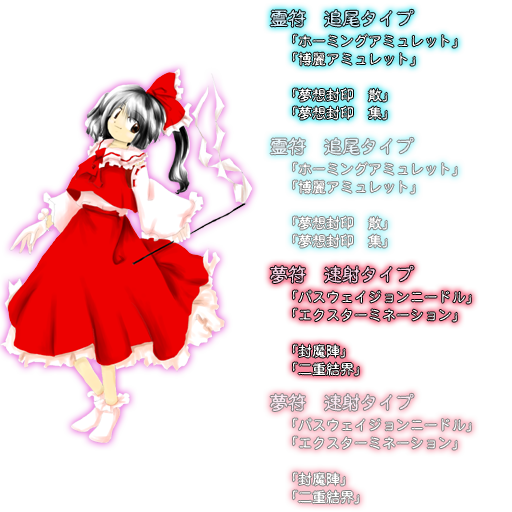 霊符　追尾タイプ
「ホーミングアミュレット」
「博麗アミュレット」
「夢想封印　散」
「夢想封印　集」
霊符　追尾タイプ
「ホーミングアミュレット」
「博麗アミュレット」
「夢想封印　散」
「夢想封印　集」
夢符　速射タイプ
「パスウェイジョンニードル」
「エクスターミネーション」
「封魔陣」
「二重結界」
夢符　速射タイプ
「パスウェイジョンニードル」
「エクスターミネーション」
「封魔陣」
「二重結界」